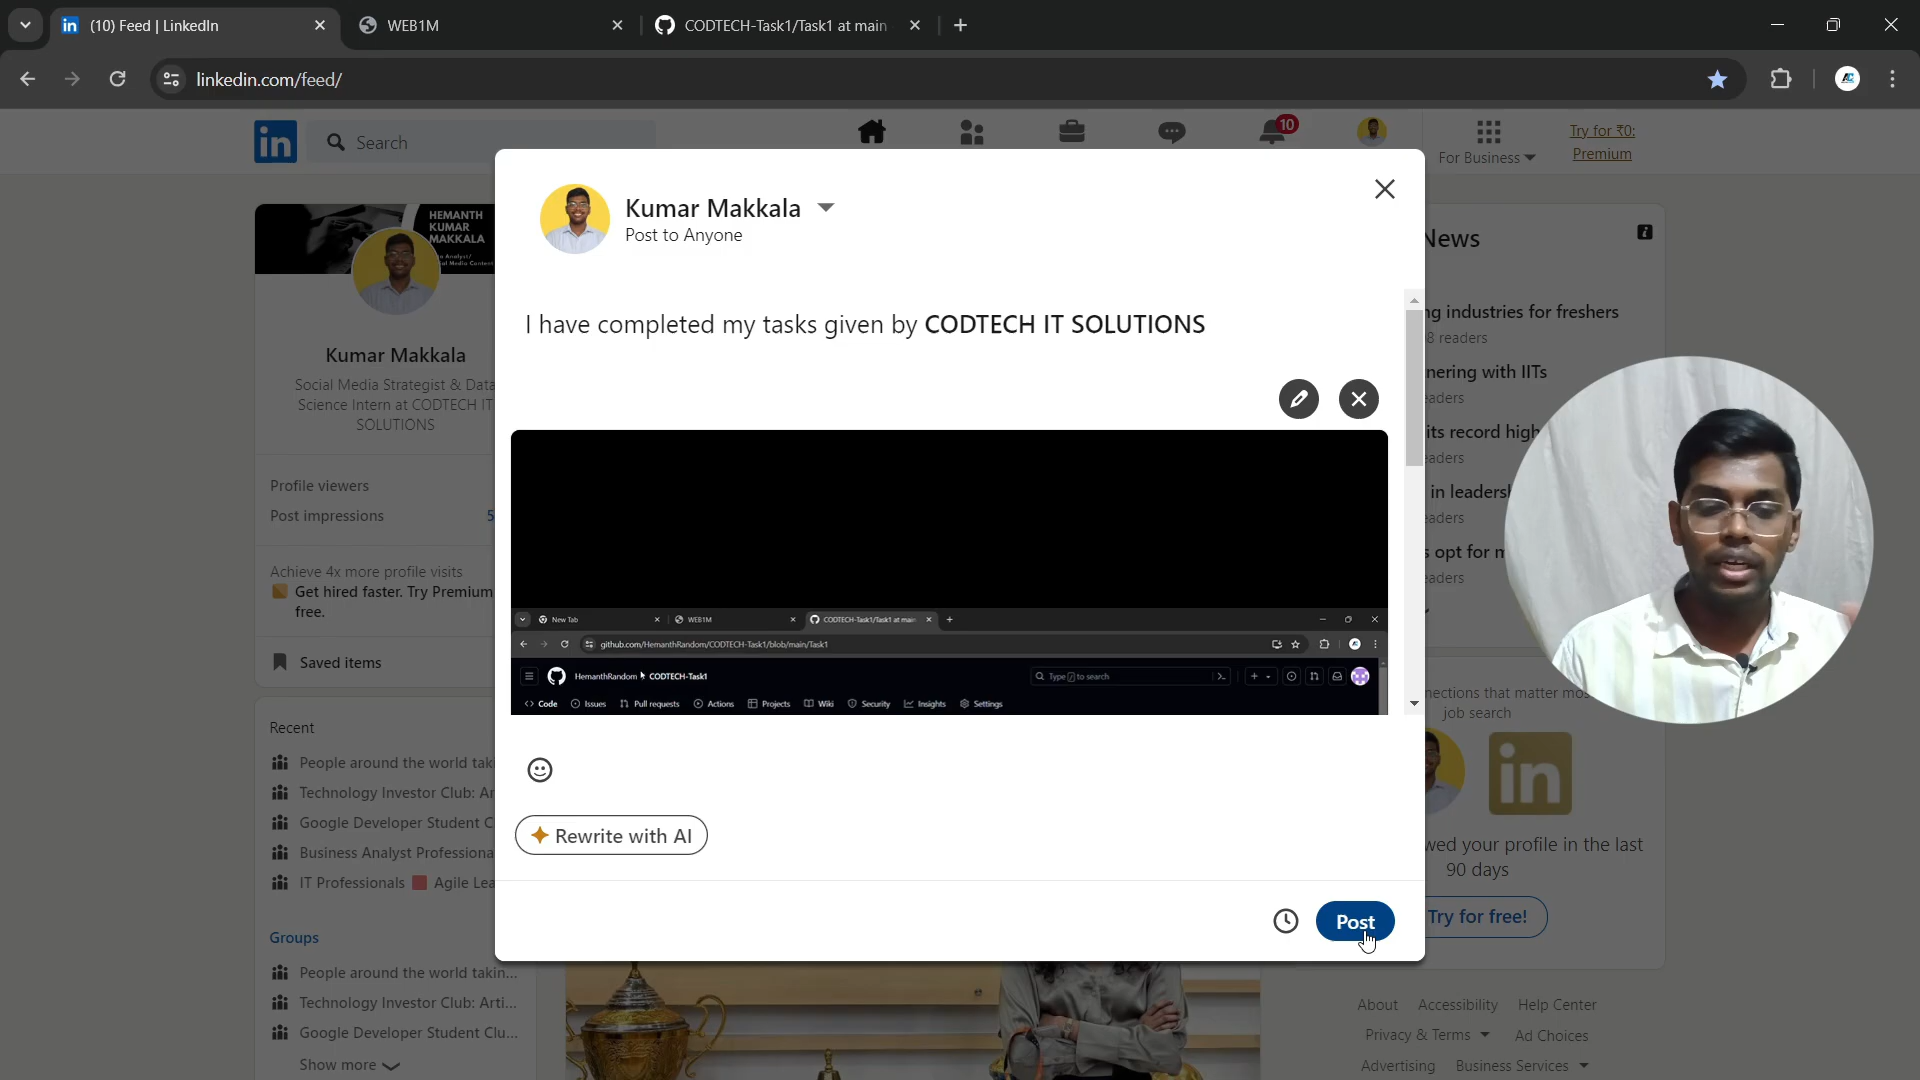 (10) Feed | LinkedIn
WEB1M
CODTECH-Task1/Task1 at main
linkedin.com/feed/
Search
10
For Business
Try for ₹0:
Premium
Kumar Makkala
Post to Anyone
I have completed my tasks given by CODTECH IT SOLUTIONS
New Tab
WEB1M
CODTECH-Task1/Task1 at main
github.com/HemanthRandom/CODTECH-Task1/blob/main/Task1
HemanthRandom
CODTECH-Task1
Type / to search
Code
Issues
Pull requests
Actions
Projects
Wiki
Security
Insights
Settings
Rewrite with AI
Post
HEMANTH
KUMAR
MAKKALA
Kumar Makkala
Social Media Strategist & Data
Science Intern at CODTECH IT
SOLUTIONS
Profile viewers
Post impressions
5
Achieve 4x more profile visits
Get hired faster. Try Premium
free.
Saved items
Recent
People around the world tak
Technology Investor Club: Ar
Google Developer Student C
Business Analyst Professiona
IT Professionals
Agile Lea
Groups
People around the world takin...
Technology Investor Club: Arti...
Google Developer Student Clu...
Show more
News
ng industries for freshers
8 readers
nering with IITs
eaders
its record high
eaders
in leaders
eaders
s opt for m
eaders
nections that matter mos
job search
in
wed your profile in the last
90 days
Try for free!
About
Accessibility
Help Center
Privacy & Terms
Ad Choices
Advertising
Business Services